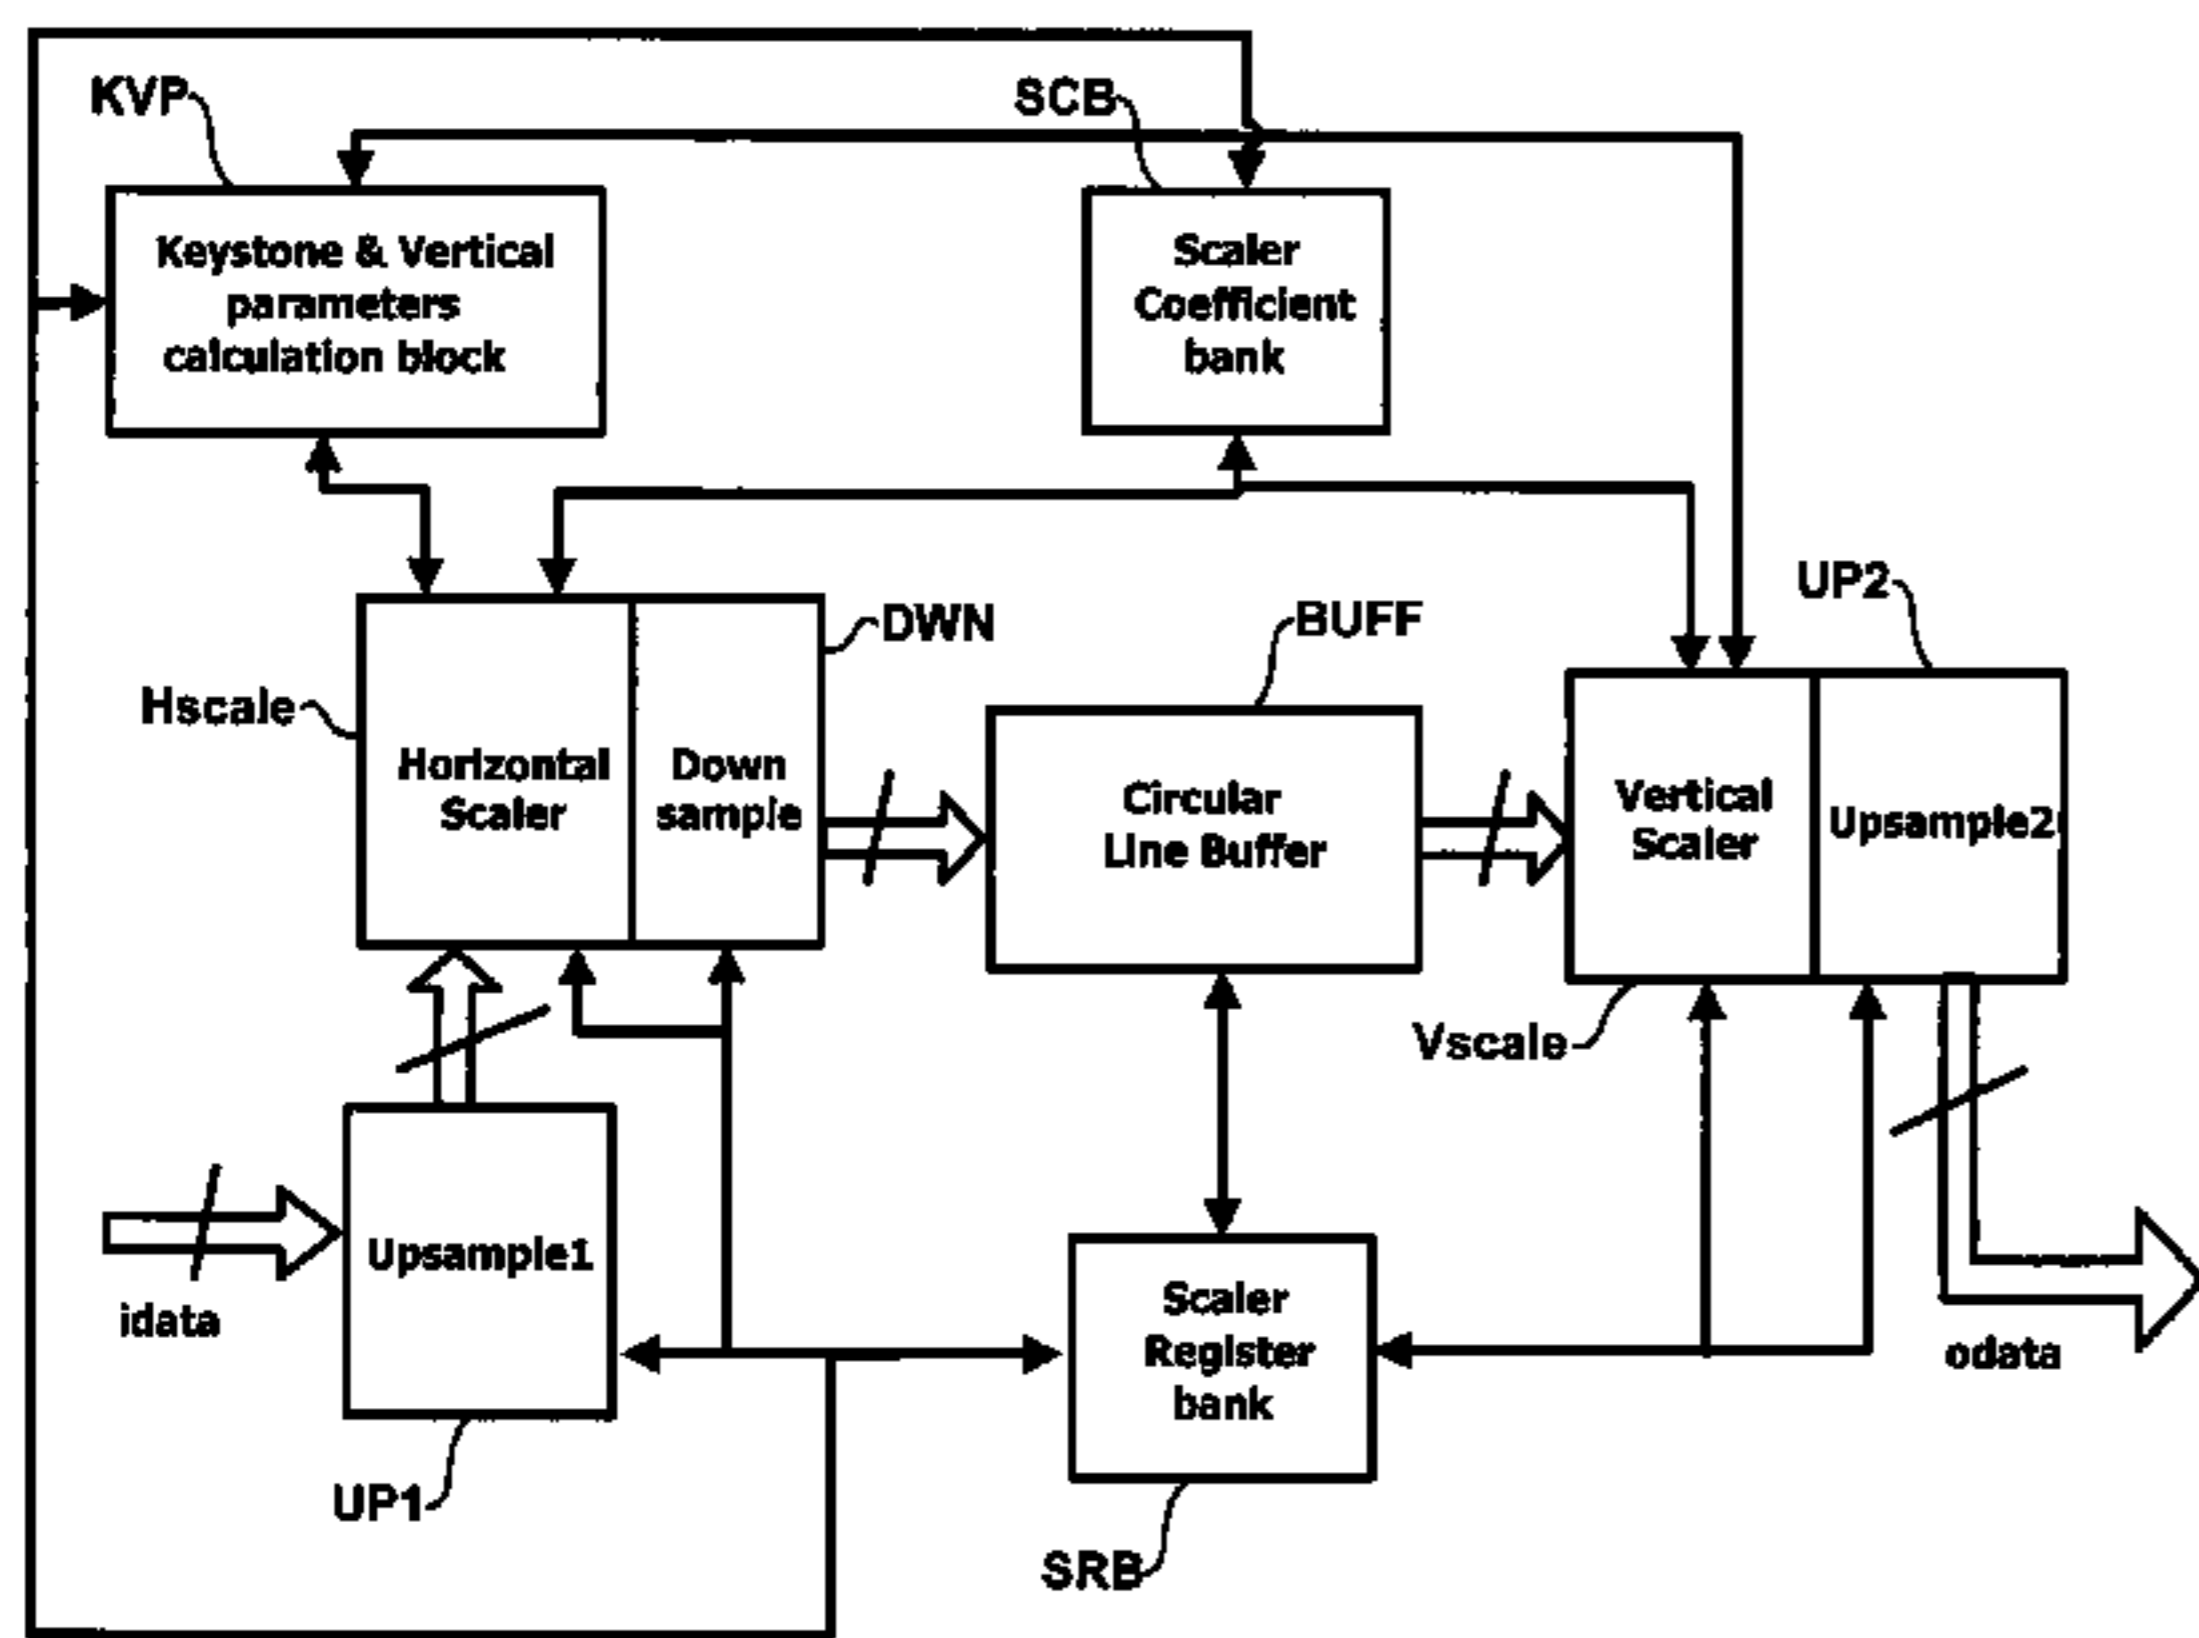 KVP
SCB
Keystone & Vertical
parameters
calculation block
Scaler
Coefficient
bank
UP2
DWN
BUFF
Hscale
Horizontal
Scaler
Down
sample
Circular
Line Buffer
Vertical
Scaler
Upsample2
Vscale
Upsample1
idata
Scaler
Register
bank
odata
UP1
SRB